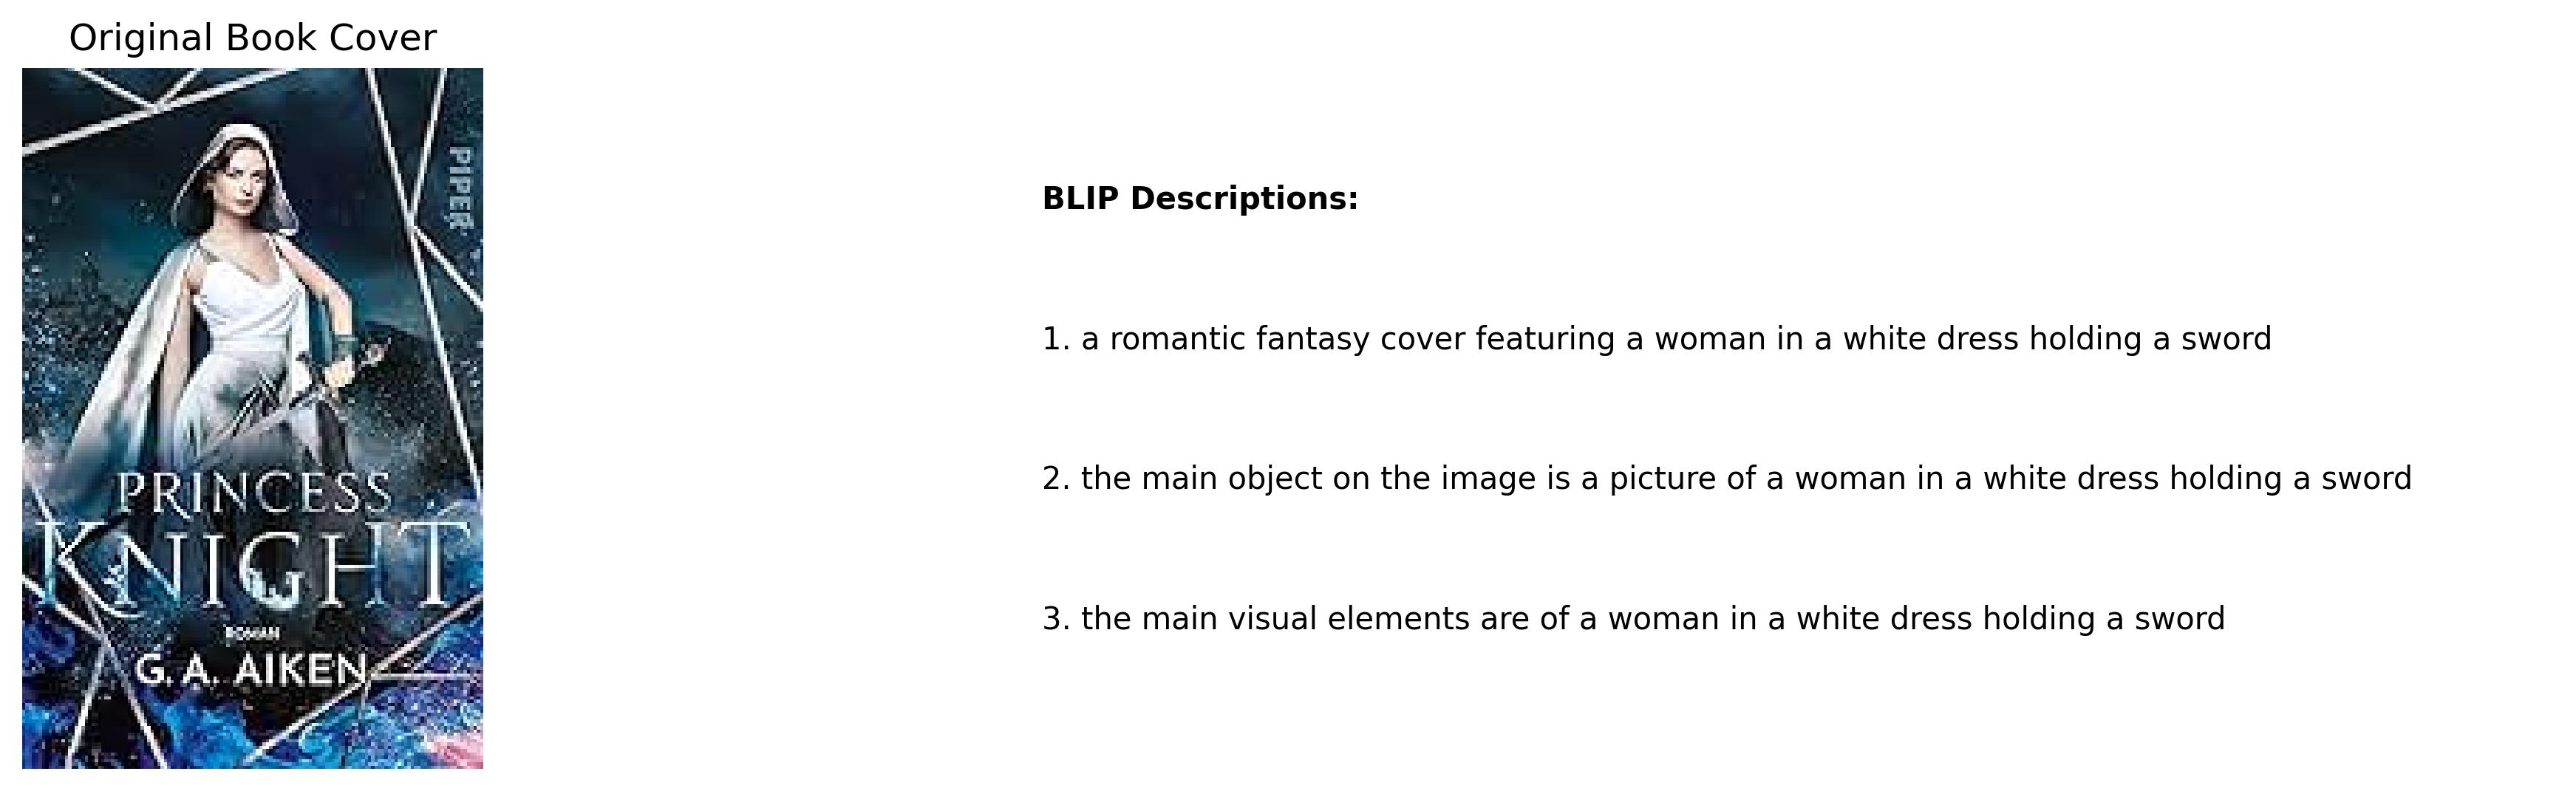 Original Book Cover
PIPER
PRINCESS
KNIGHT
ROMAN
G. A. AIKEN
BLIP Descriptions:
1. a romantic fantasy cover featuring a woman in a white dress holding a sword
2. the main object on the image is a picture of a woman in a white dress holding a sword
3. the main visual elements are of a woman in a white dress holding a sword